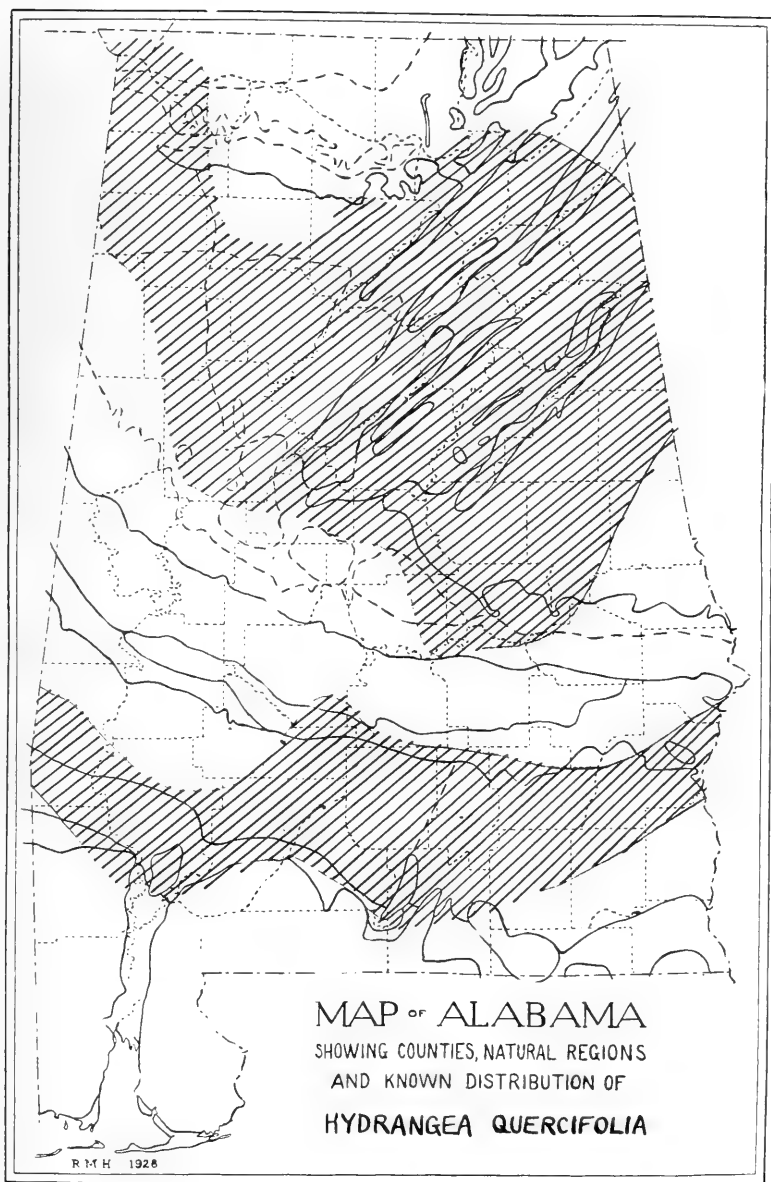 MAP OF ALABAMA
SHOWING COUNTIES, NATURAL REGIONS
AND KNOWN DISTRIBUTION OF
HYDRANGEA QUERCIFOLIA
R M H 1928